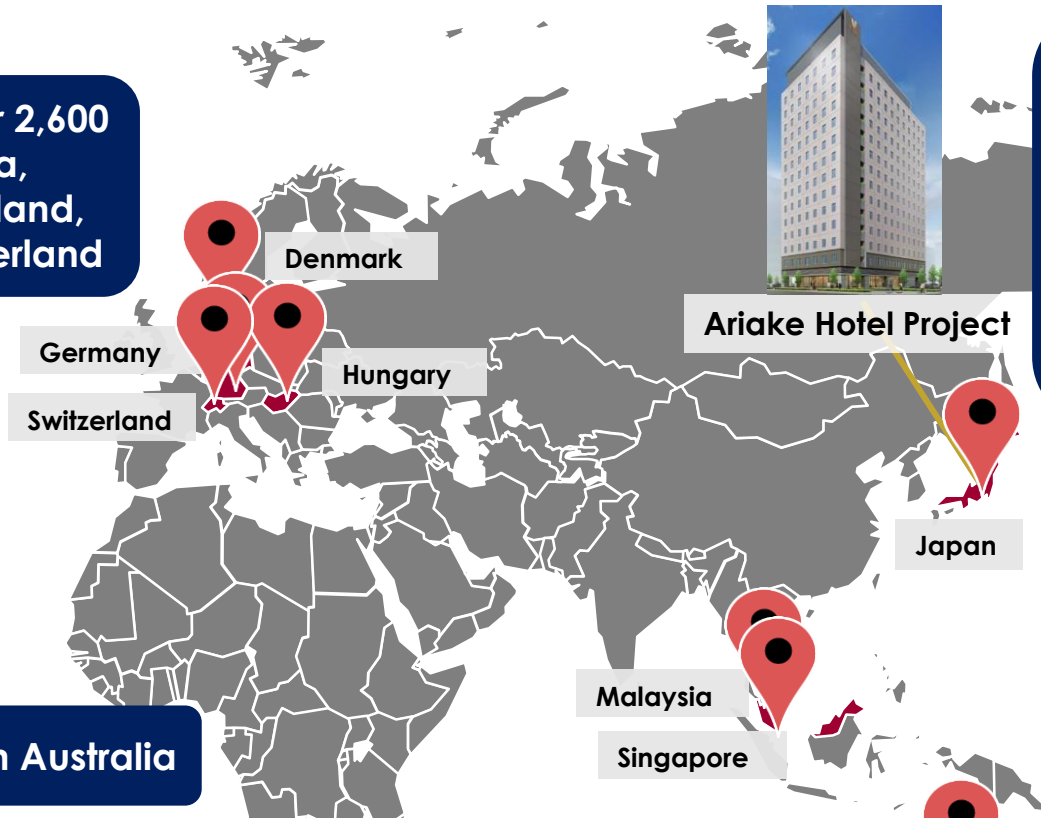 r 2,600
a,
land,
erland
Denmark
Germany
Hungary
Switzerland
Ariake Hotel Project
Japan
Malaysia
Singapore
n Australia